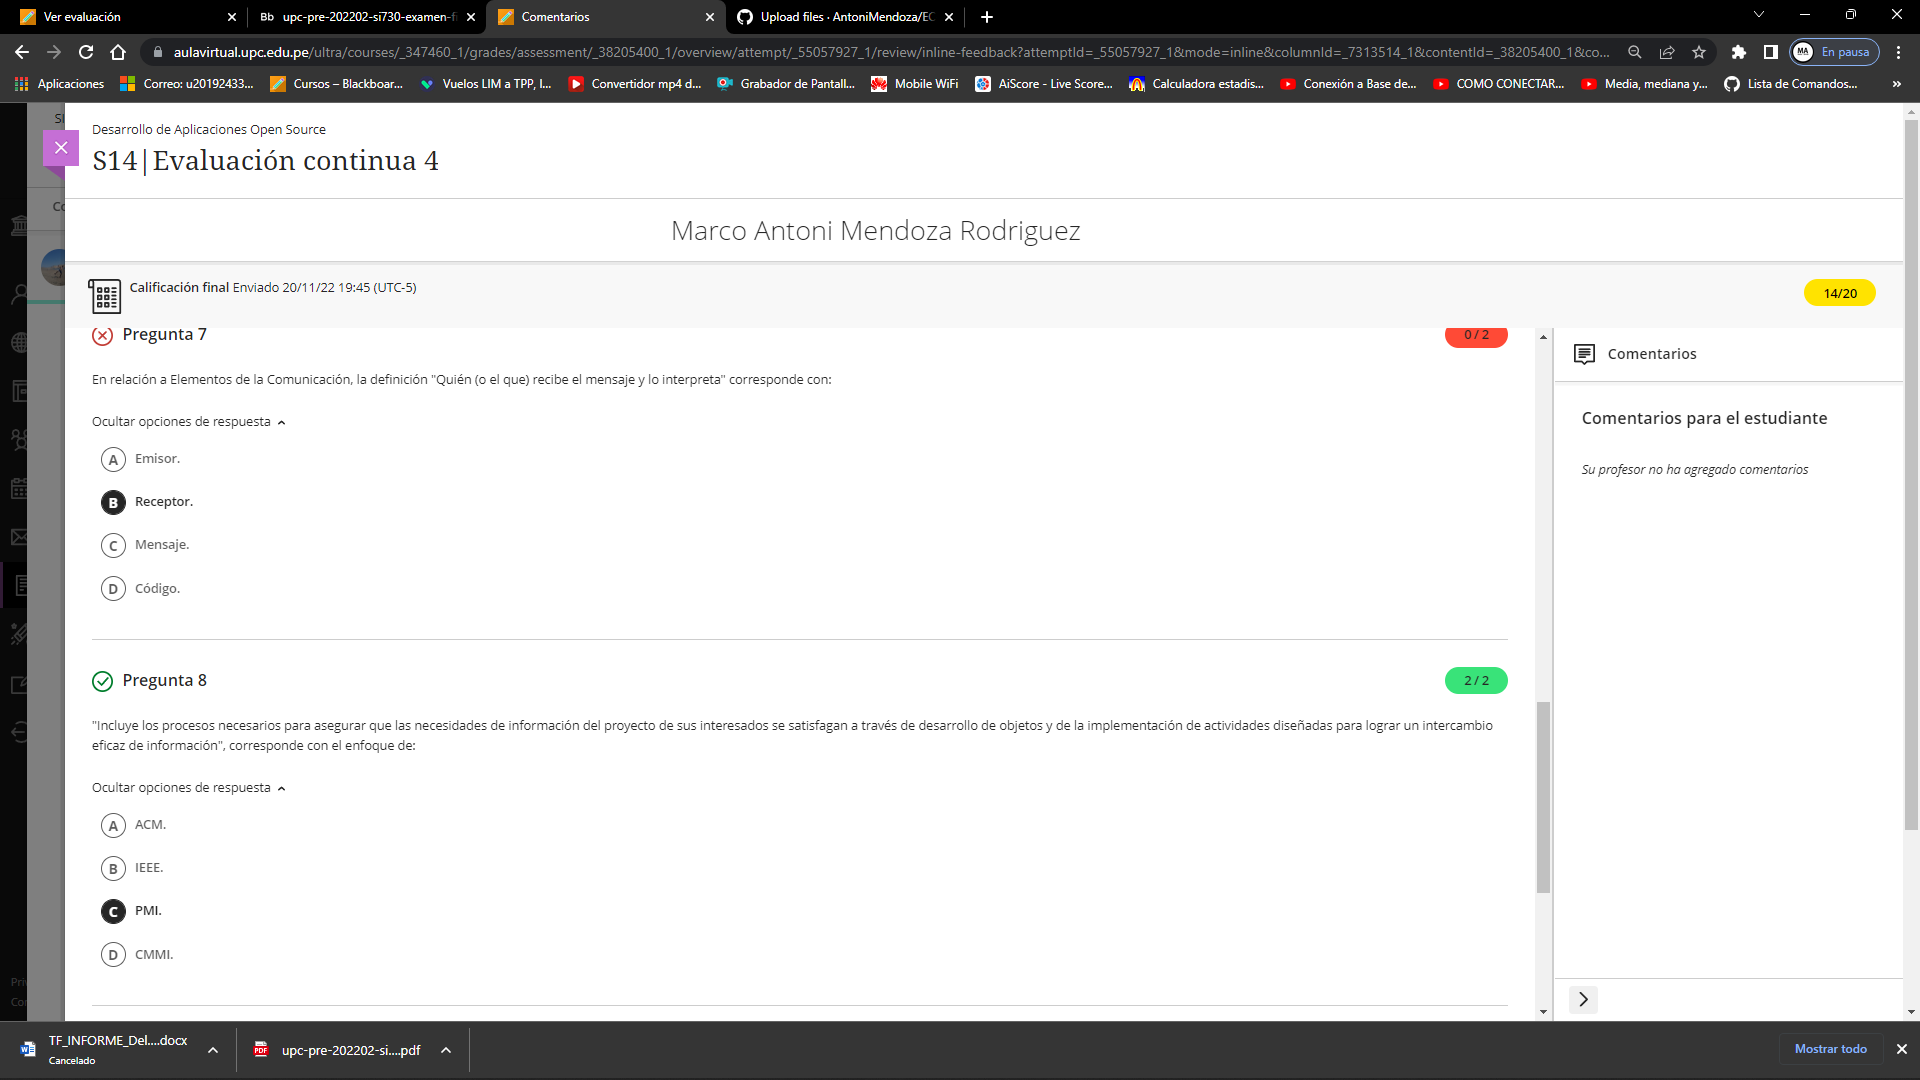 Ver evaluación
Bb upc-pre-202202-si730-examen-fi
Comentarios
Upload files · AntoniMendoza/EC
aulavirtual.upc.edu.pe/ultra/courses/_347460_1/grades/assessment/_38205400_1/overview/attempt/_55057927_1/review/inline-feedback?attemptId=_55057927_1&mode=inline&columnId=_7313514_1&contentId=_38205400_1&co...
MA En pausa
Aplicaciones
Correo: u20192433...
Cursos – Blackboar...
Vuelos LIM a TPP, l...
Convertidor mp4 d...
Grabador de Pantall...
Mobile WiFi
AiScore - Live Score...
Calculadora estadis...
Conexión a Base de...
COMO CONECTAR...
Media, mediana y...
Lista de Comandos...
»
Desarrollo de Aplicaciones Open Source
S14|Evaluación continua 4
Marco Antoni Mendoza Rodriguez
Calificación final Enviado 20/11/22 19:45 (UTC-5)
14/20
Pregunta 7
0 / 2
En relación a Elementos de la Comunicación, la definición "Quién (o el que) recibe el mensaje y lo interpreta" corresponde con:
Ocultar opciones de respuesta
A Emisor.
B Receptor.
C Mensaje.
D Código.
Pregunta 8
2 / 2
"Incluye los procesos necesarios para asegurar que las necesidades de información del proyecto de sus interesados se satisfagan a través de desarrollo de objetos y de la implementación de actividades diseñadas para lograr un intercambio
eficaz de información", corresponde con el enfoque de:
Ocultar opciones de respuesta
A ACM.
B IEEE.
C PMI.
D CMMI.
Comentarios
Comentarios para el estudiante
Su profesor no ha agregado comentarios
TF_INFORME_Del....docx
Cancelado
PDF
upc-pre-202202-si....pdf
Mostrar todo